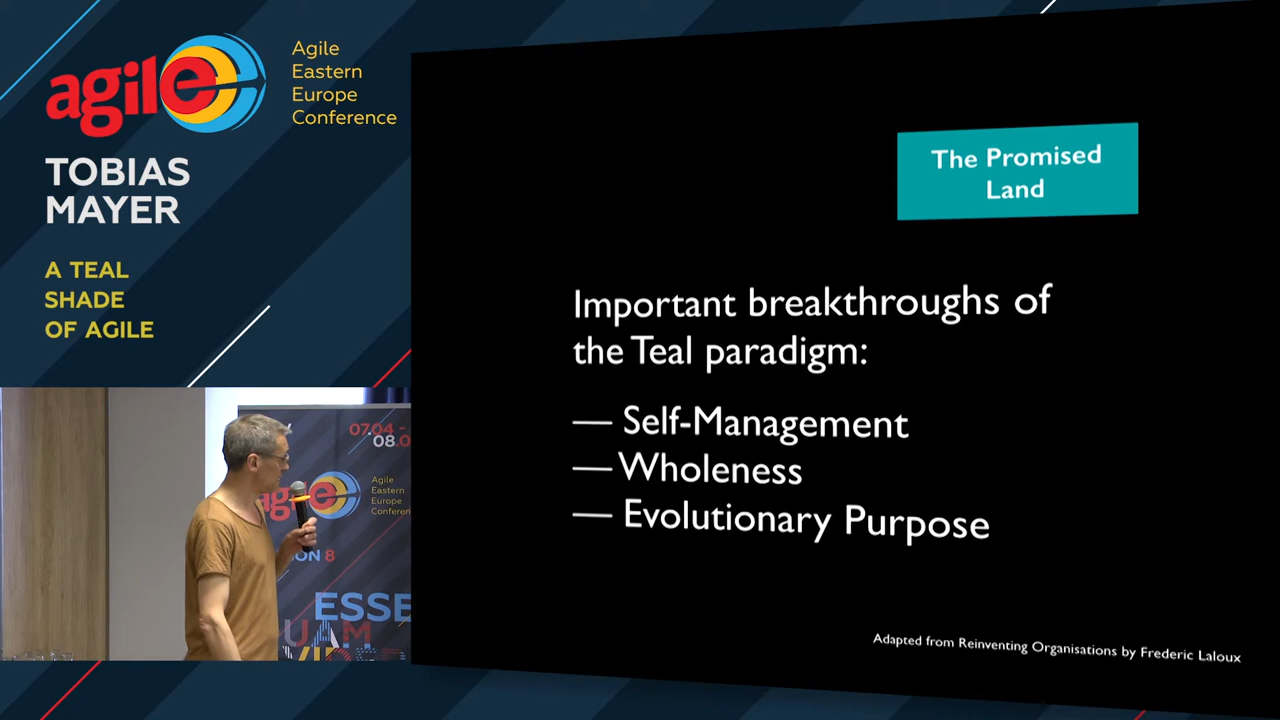 agile
Agile
Eastern
Europe
Conference
TOBIAS
MAYER
A TEAL
SHADE
OF AGILE
The Promised
Land
Important breakthroughs of
the Teal paradigm:
— Self-Management
— Wholeness
— Evolutionary Purpose
Adapted from Reinventing Organisations by Frederic Laloux
07.04 -
08.0
agile
Agile
Eastern
Europe
Conferen
ON 8
ESSE